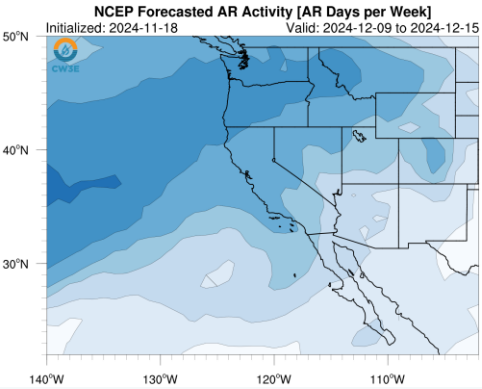 NCEP Forecasted AR Activity [AR Days per Week]
Initialized: 2024-11-18 Valid: 2024-12-09 to 2024-12-15
50°N
CW3E
40°N
30°N
140°W 130°W 120°W 110°W